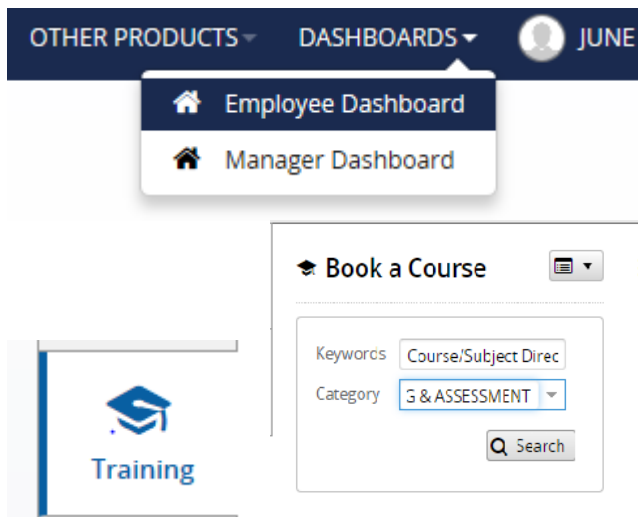 OTHER PRODUCTS DASHBOARDS JUNE
Employee Dashboard
Manager Dashboard
Book a Course
Keywords Course/Subject Direc
Category G & ASSESSMENT
Search
Training